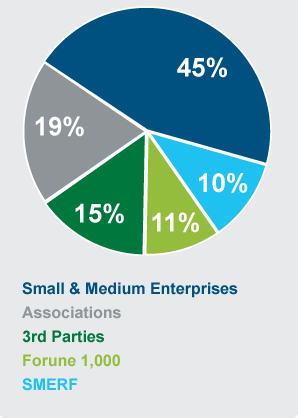 45%
19%
10%
15%
11%
Small & Medium Enterprises
Associations
3rd Parties
Forune 1,000
SMERF